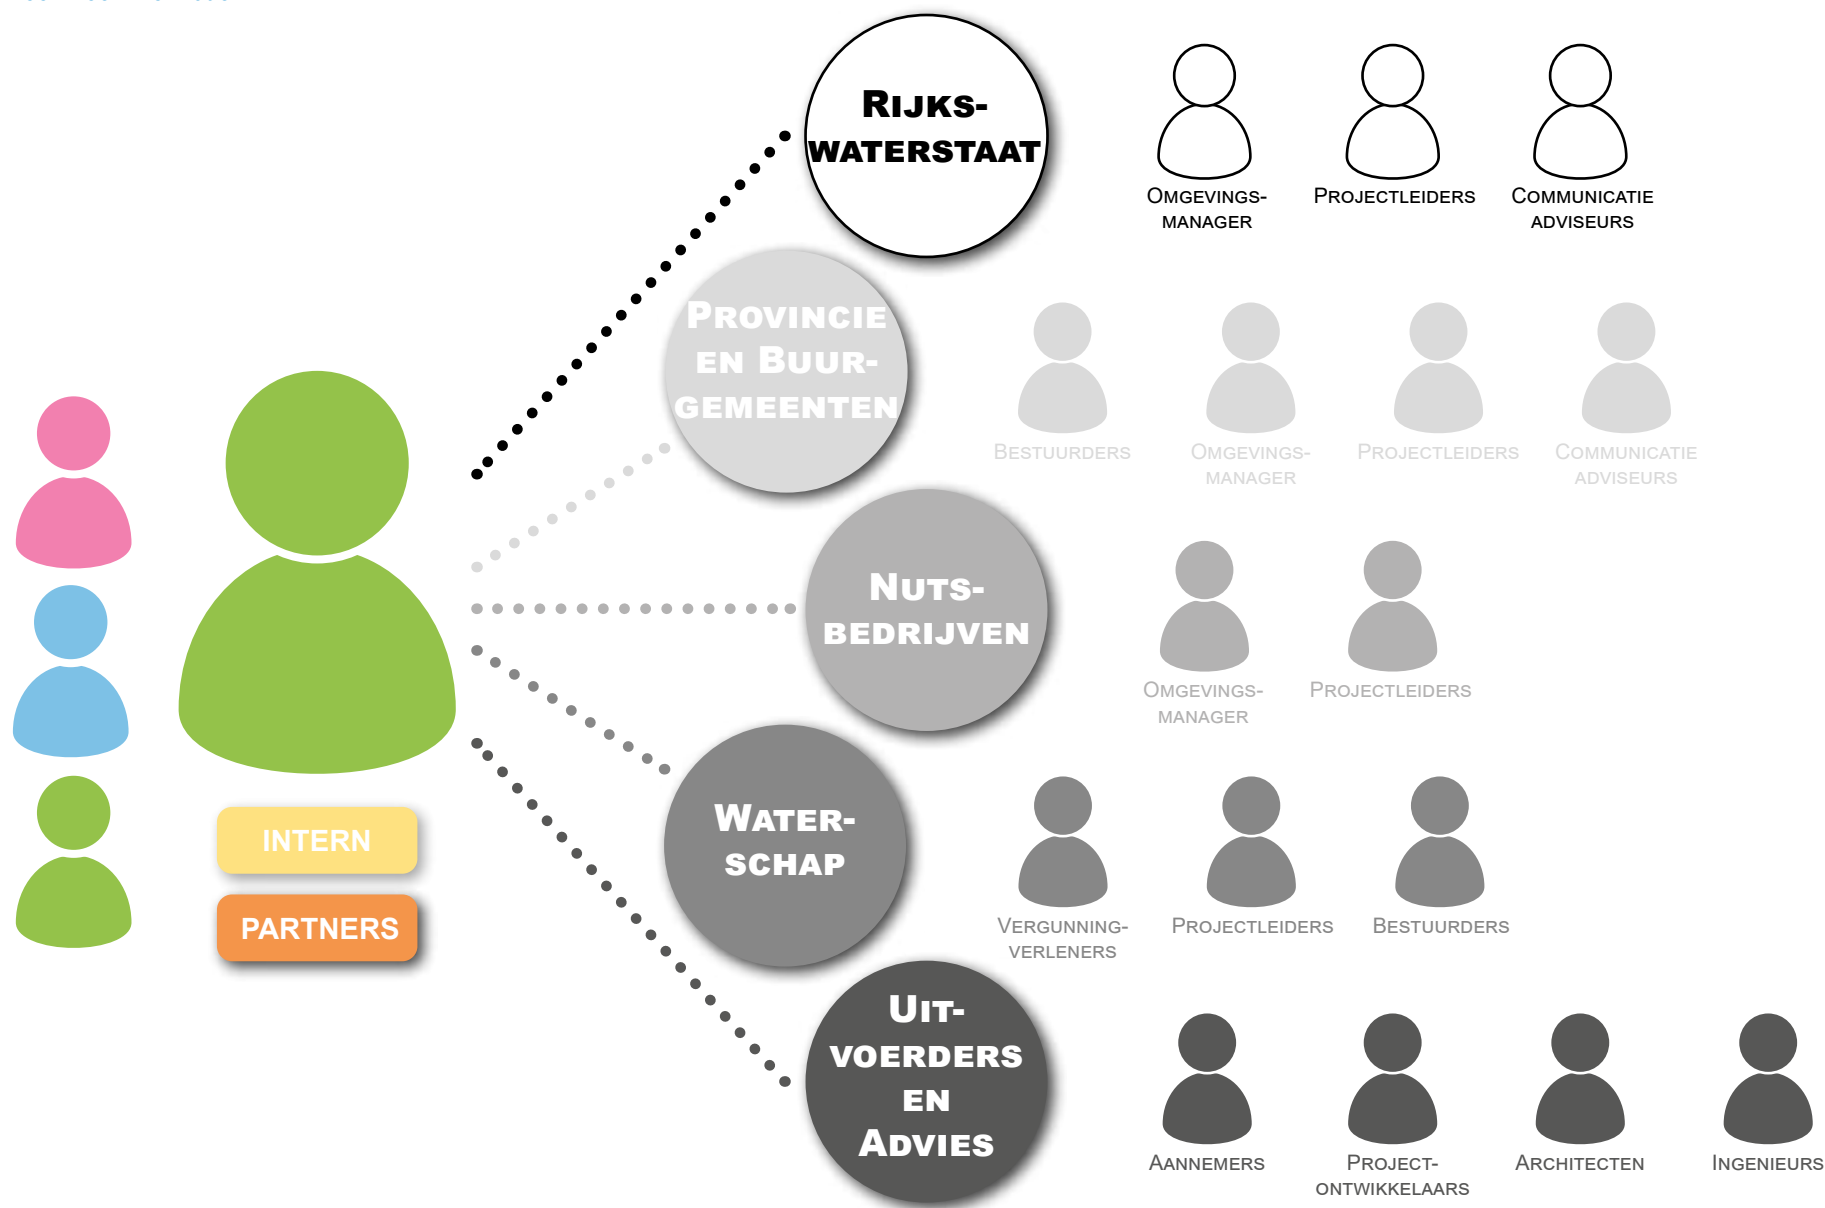 RIJKS-
WATERSTAAT
OMGEVINGS-
MANAGER
PROJECTLEIDERS
COMMUNICATIE
ADVISEURS
PROVINCIE
EN BUUR-
GEMEENTEN
BESTUURDERS
OMGEVINGS-
MANAGER
PROJECTLEIDERS
COMMUNICATIE
ADVISEURS
NUTS-
BEDRIJVEN
OMGEVINGS-
MANAGER
PROJECTLEIDERS
INTERN
PARTNERS
WATER-
SCHAP
VERGUNNING-
VERLENERS
PROJECTLEIDERS
BESTUURDERS
UIT-
VOERDERS
EN
ADVIES
AANNEMERS
PROJECT-
ONTWIKKELAARS
ARCHITECTEN
INGENIEURS